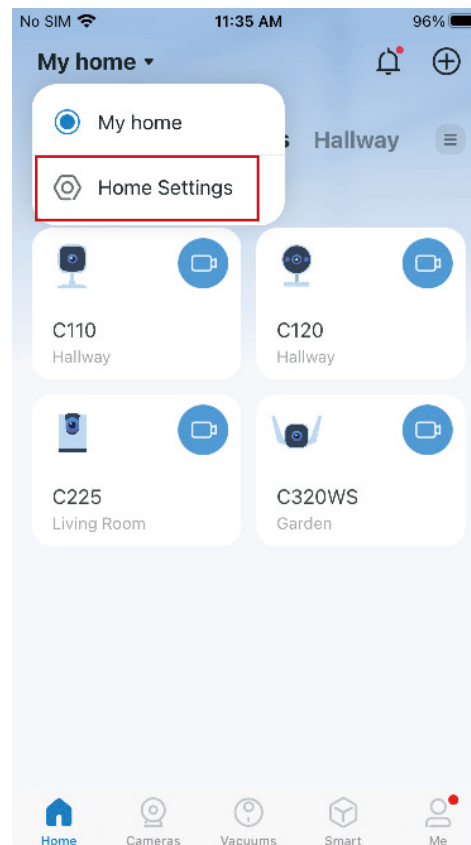 No SIM 11:35 AM 96%
My home
My home
s Hallway
Home Settings
C110
Hallway
C120
Hallway
C225
Living Room
C320WS
Garden
Home Cameras Vacuums Smart Me